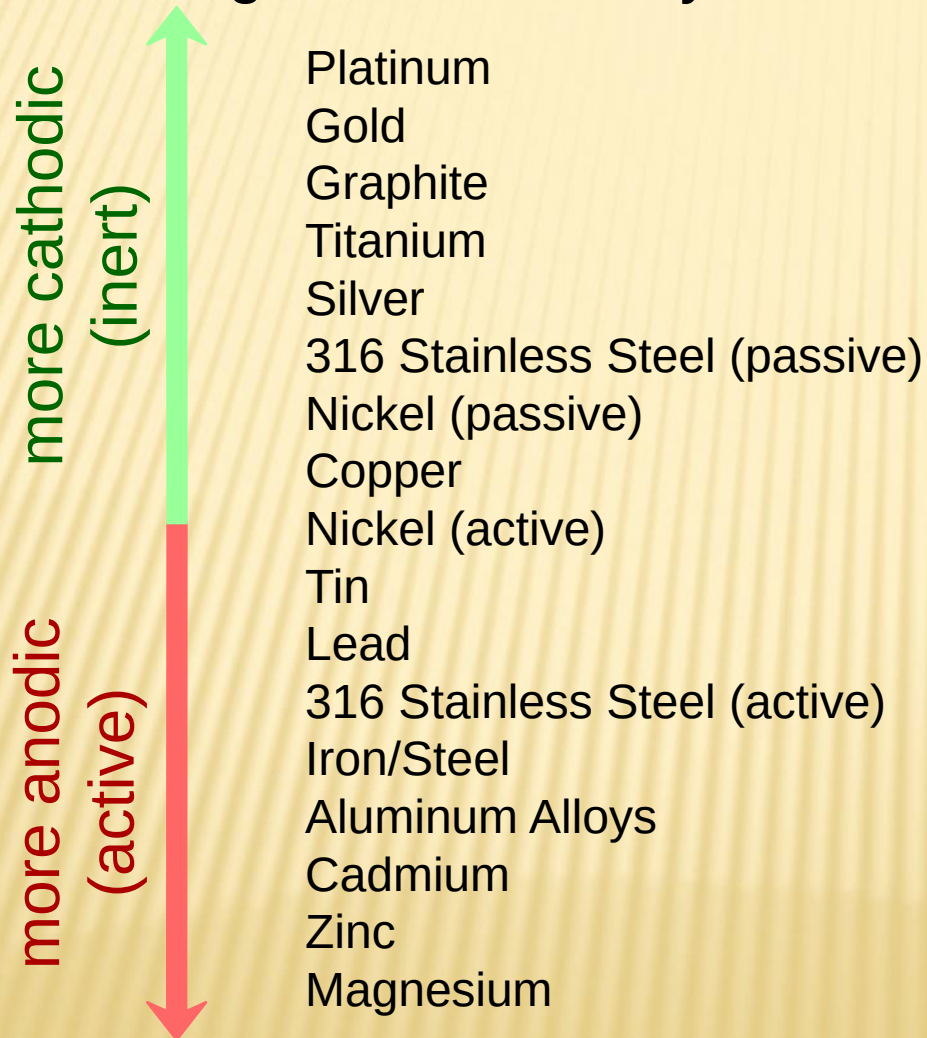 more cathodic
(inert)
more anodic
(active)
Platinum
Gold
Graphite
Titanium
Silver
316 Stainless Steel (passive)
Nickel (passive)
Copper
Nickel (active)
Tin
Lead
316 Stainless Steel (active)
Iron/Steel
Aluminum Alloys
Cadmium
Zinc
Magnesium